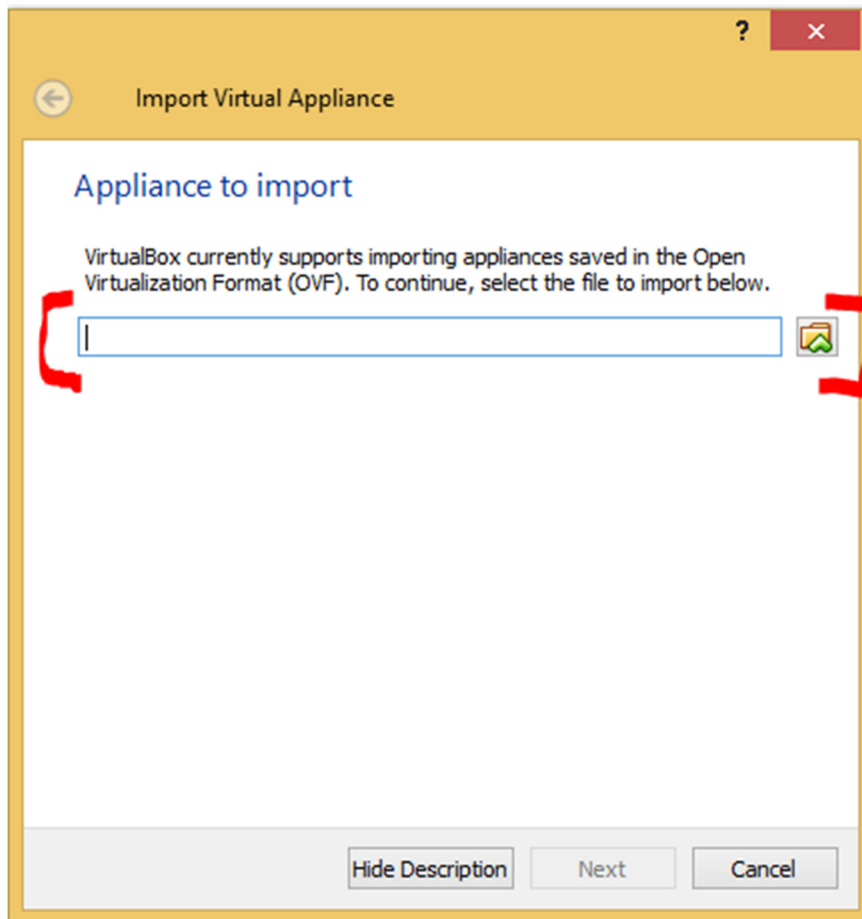 ?
Import Virtual Appliance
Appliance to import
VirtualBox currently supports importing appliances saved in the Open
Virtualization Format (OVF). To continue, select the file to import below.
Hide Description Next Cancel